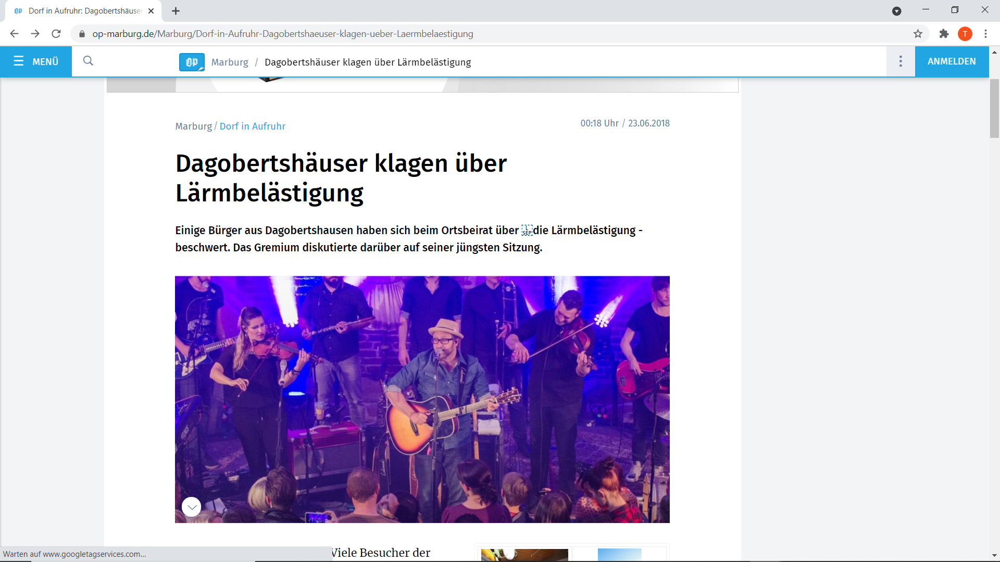 Dorf in Aufruhr: Dagobertshäuser
op-marburg.de/Marburg/Dorf-in-Aufruhr-Dagobertshaeuser-klagen-ueber-Laermbelaestigung
T
MENÜ
op
Marburg / Dagobertshäuser klagen über Lärmbelästigung
ANMELDEN
Marburg / Dorf in Aufruhr
00:18 Uhr / 23.06.2018
Dagobertshäuser klagen über
Lärmbelästigung
Einige Bürger aus Dagobertshausen haben sich beim Ortsbeirat über L SEP die Lärmbelästigung -
beschwert. Das Gremium diskutierte darüber auf seiner jüngsten Sitzung.
Viele Besucher der
Warten auf www.googletagservices.com...